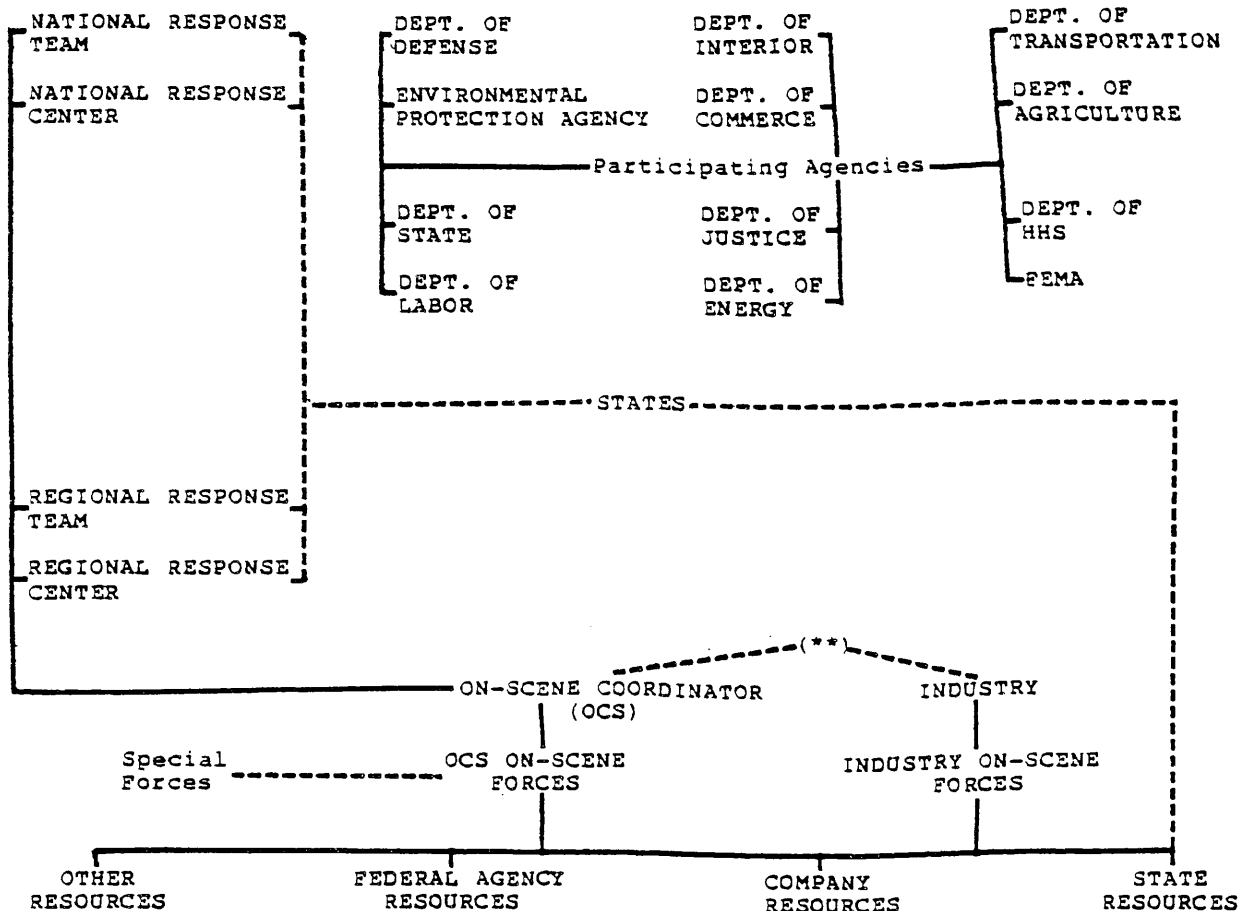 NATIONAL RESPONSE
TEAM
NATIONAL RESPONSE
CENTER
DEPT. OF
DEFENSE
ENVIRONMENTAL
PROTECTION AGENCY
DEPT. OF
INTERIOR
DEPT. OF
COMMERCE
DEPT. OF
TRANSPORTATION
DEPT. OF
AGRICULTURE
Participating Agencies
DEPT. OF
STATE
DEPT. OF
LABOR
DEPT. OF
JUSTICE
DEPT. OF
ENERGY
DEPT. OF
HHS
FEMA
STATES
REGIONAL RESPONSE
TEAM
REGIONAL RESPONSE
CENTER
(**)
ON-SCENE COORDINATOR
(OCS)
INDUSTRY
Special
Forces
OCS ON-SCENE
FORCES
INDUSTRY ON-SCENE
FORCES
OTHER
RESOURCES
FEDERAL AGENCY
RESOURCES
COMPANY
RESOURCES
STATE
RESOURCES